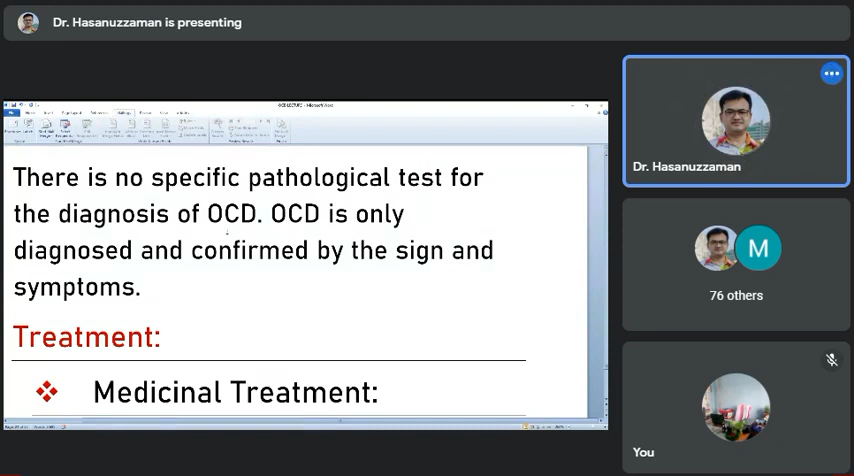 Dr. Hasanuzzaman is presenting
There is no specific pathological test for
the diagnosis of OCD. OCD is only
diagnosed and confirmed by the sign and
symptoms.
Treatment:
Medicinal Treatment:
Dr. Hasanuzzaman
M
76 others
You